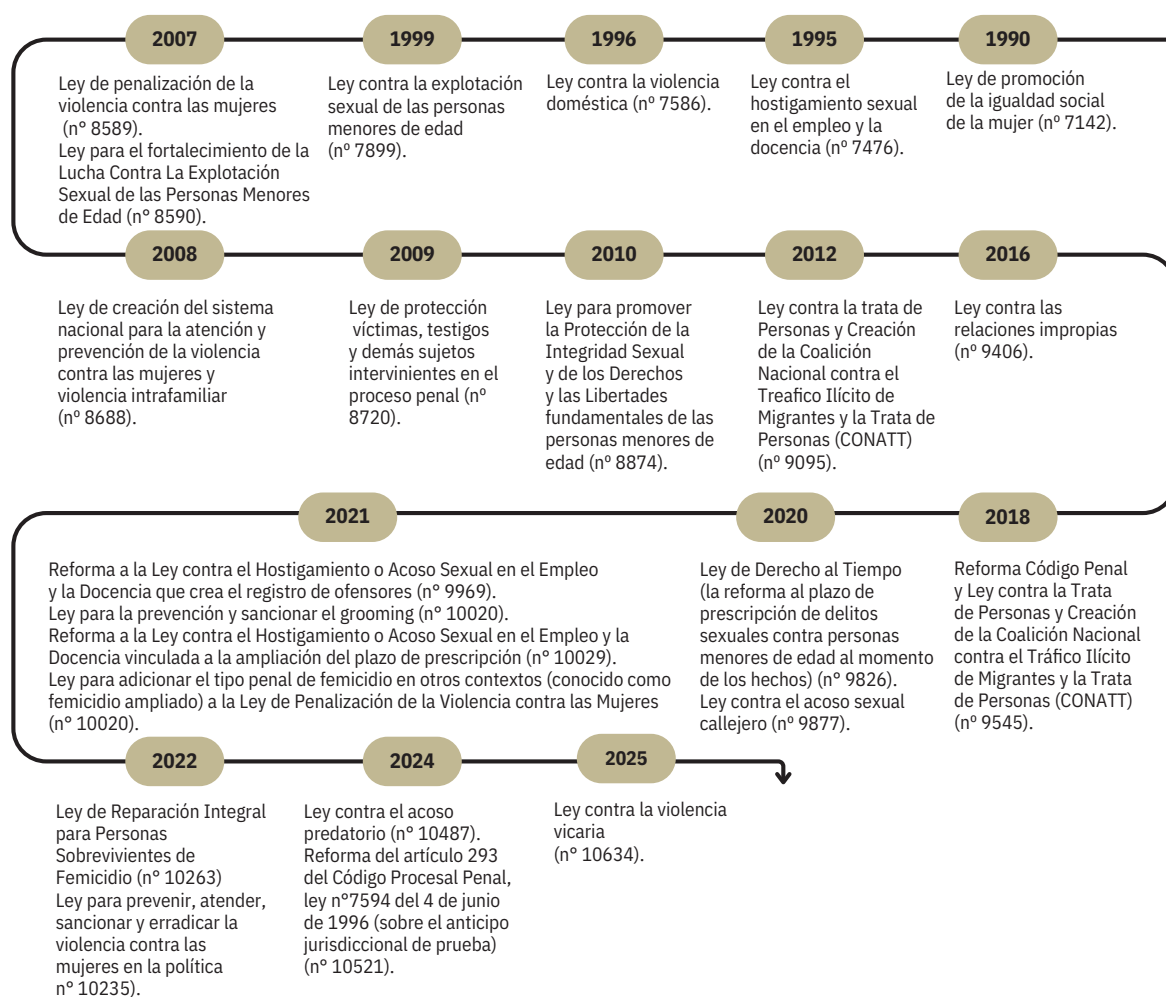 2007
Ley de penalización de la
violencia contra las mujeres
(n° 8589).
Ley para el fortalecimiento de la
Lucha Contra La Explotación
Sexual de las Personas Menores
de Edad (n° 8590).
1999
Ley contra la explotación
sexual de las personas
menores de edad
(nº 7899).
1996
Ley contra la violencia
doméstica (nº 7586).
1995
Ley contra el
hostigamiento sexual
en el empleo y la
docencia (nº 7476).
1990
Ley de promoción
de la igualdad social
de la mujer (nº 7142).
2008
Ley de creación del sistema
nacional para la atención y
prevención de la violencia
contra las mujeres y
violencia intrafamiliar
(nº 8688).
2009
Ley de protección
víctimas, testigos
y demás sujetos
intervinientes en el
proceso penal (nº
8720).
2010
Ley para promover
la Protección de la
Integridad Sexual
y de los Derechos
y las Libertades
fundamentales de las
personas menores de
edad (nº 8874).
2012
Ley contra la trata de
Personas y Creación
de la Coalición
Nacional contra el
Treafico Ilícito de
Migrantes y la Trata de
Personas (CONATT)
(nº 9095).
2016
Ley contra las
relaciones impropias
(nº 9406).
2021
Reforma a la Ley contra el Hostigamiento o Acoso Sexual en el Empleo
y la Docencia que crea el registro de ofensores (n° 9969).
Ley para la prevención y sancionar el grooming (n° 10020).
Reforma a la Ley contra el Hostigamiento o Acoso Sexual en el Empleo y la
Docencia vinculada a la ampliación del plazo de prescripción (n° 10029).
Ley para adicionar el tipo penal de femicidio en otros contextos (conocido como
femicidio ampliado) a la Ley de Penalización de la Violencia contra las Mujeres
(n° 10020).
2020
Ley de Derecho al Tiempo
(la reforma al plazo de
prescripción de delitos
sexuales contra personas
menores de edad al momento
de los hechos) (n° 9826).
Ley contra el acoso sexual
callejero (n° 9877).
2018
Reforma Código Penal
y Ley contra la Trata
de Personas y Creación
de la Coalición Nacional
contra el Tráfico Ilícito
de Migrantes y la Trata
de Personas (CONATT)
(nº 9545).
2022
Ley de Reparación Integral
para Personas
Sobrevivientes de
Femicidio (n° 10263)
Ley para prevenir, atender,
sancionar y erradicar la
violencia contra las
mujeres en la política
n° 10235).
2024
Ley contra el acoso
predatorio (n° 10487).
Reforma del artículo 293
del Código Procesal Penal,
ley n°7594 del 4 de junio
de 1996 (sobre el anticipo
jurisdiccional de prueba)
(n° 10521).
2025
Ley contra la violencia
vicaria
(n° 10634).